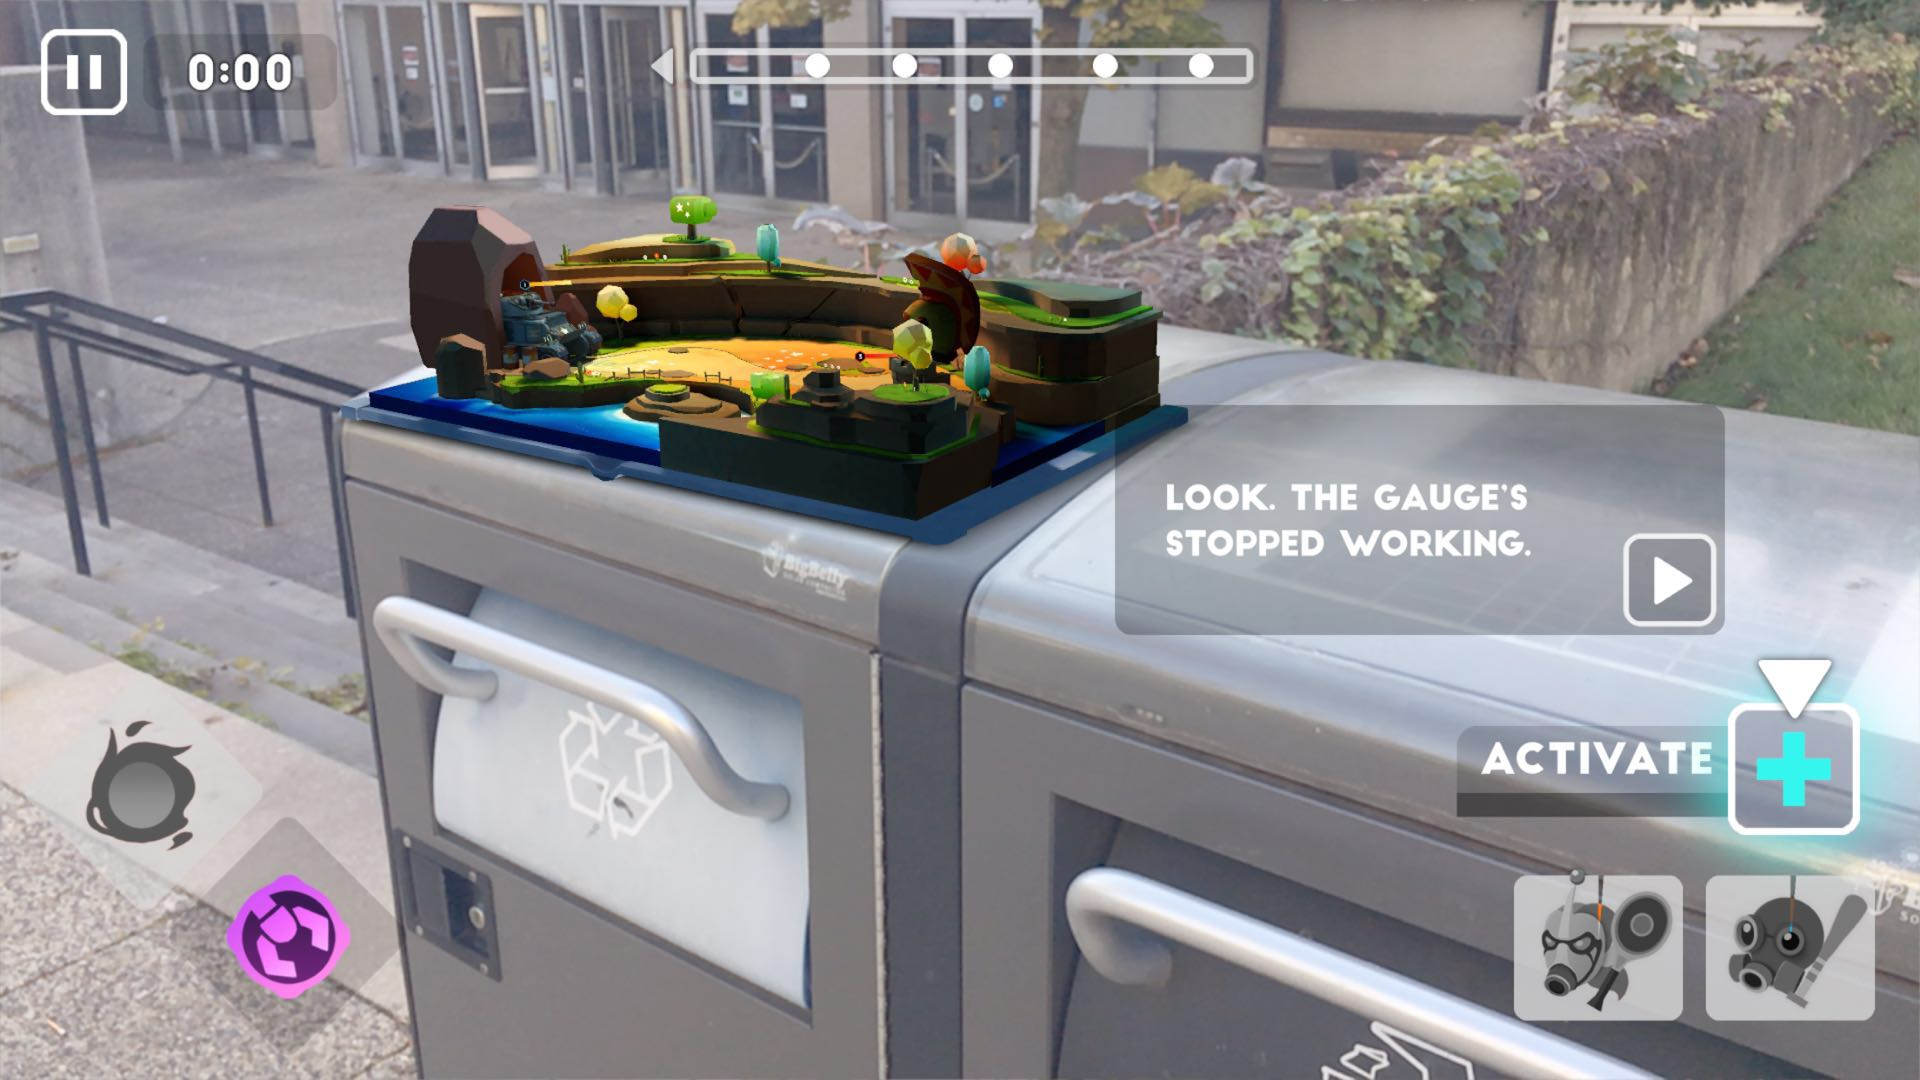 0:00
LOOK. THE GAUGE'S
STOPPED WORKING.
BigBelly
ACTIVATE